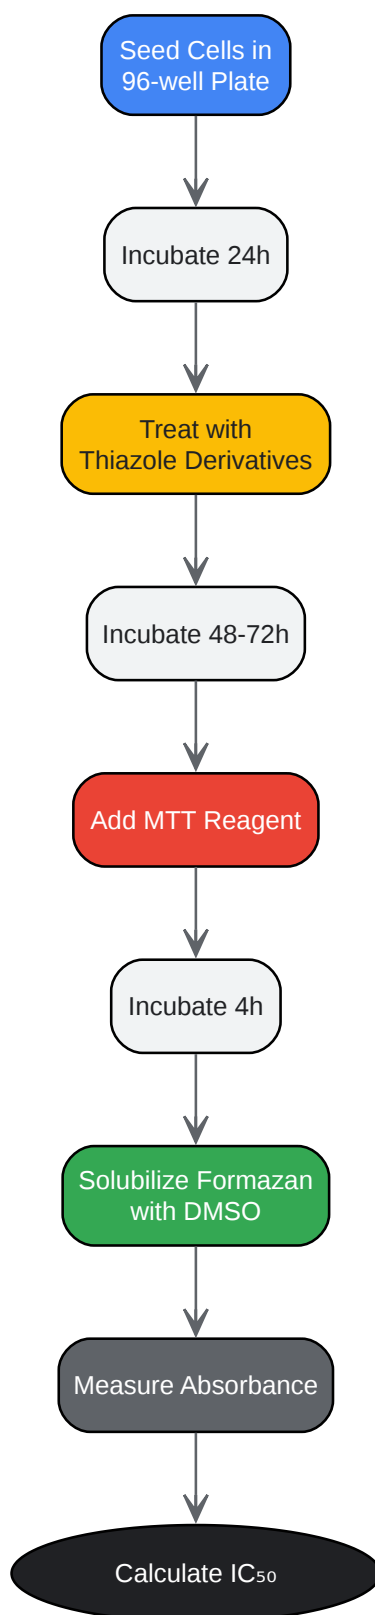 Seed Cells in
96-well Plate
Incubate 24h
Treat with
Thiazole Derivatives
Incubate 48-72h
Add MTT Reagent
Incubate 4h
Solubilize Formazan
with DMSO
Measure Absorbance
Calculate IC₅₀